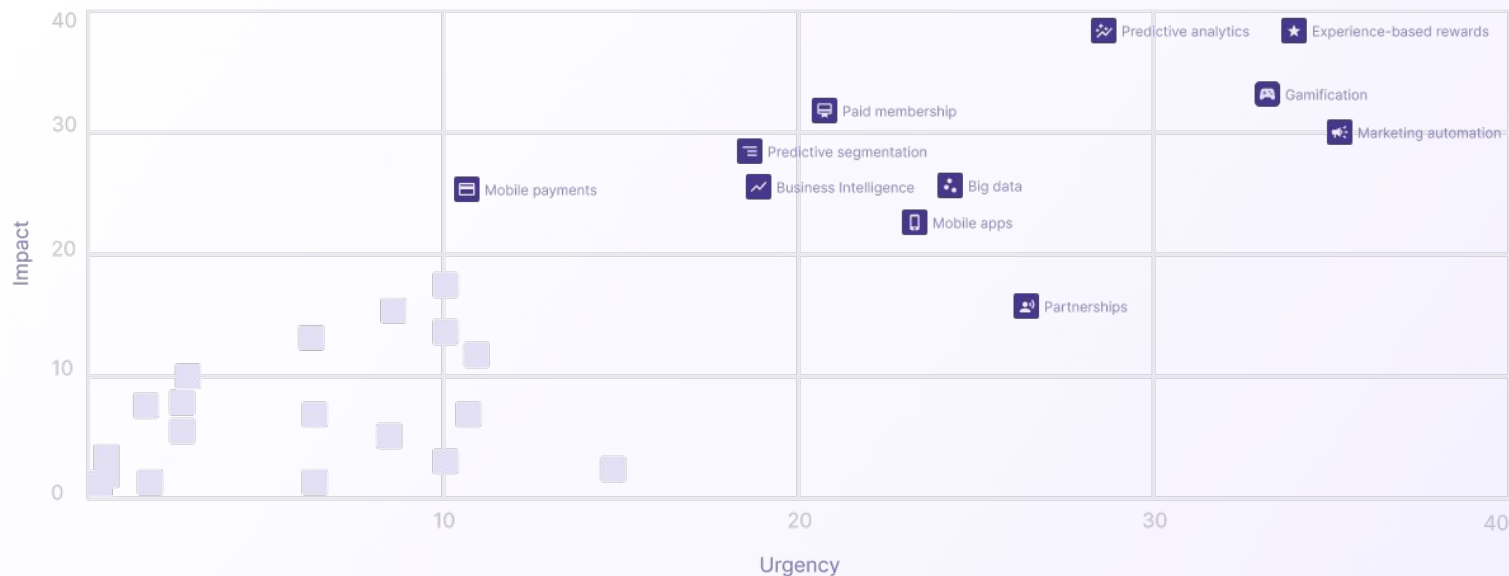 40
Predictive analytics
Experience-based rewards
Gamification
Paid membership
30
Marketing automation
Predictive segmentation
Mobile payments
Business Intelligence
Big data
Mobile apps
Impact
20
Partnerships
10
0
10
20
30
40
Urgency